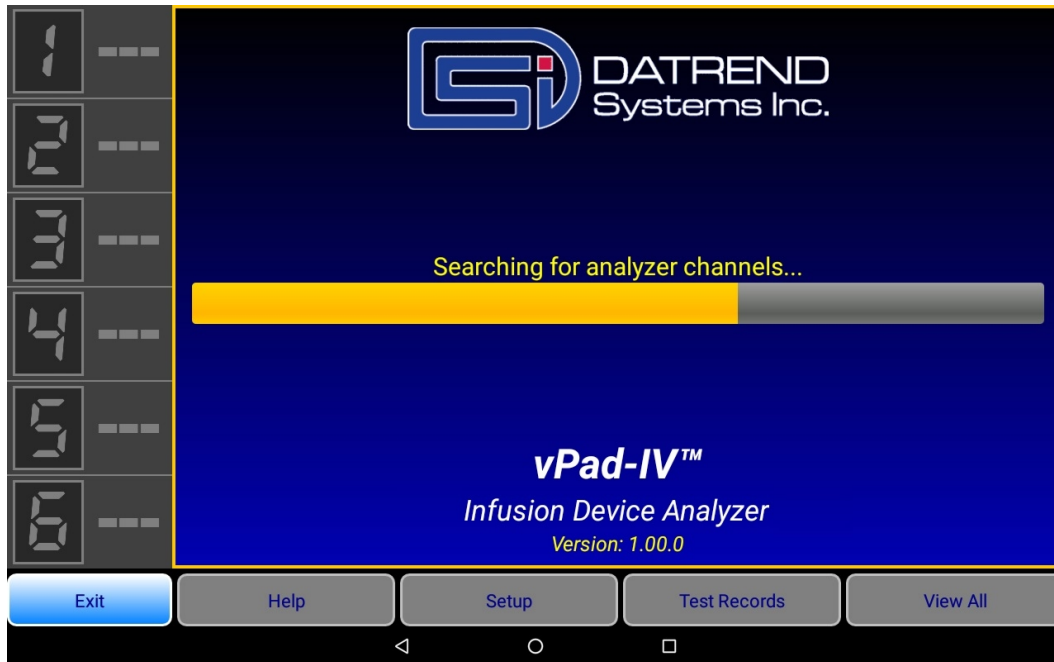 1 ---
2 ---
3 ---
4 ---
5 ---
6 ---
DATREND
Systems Inc.
Searching for analyzer channels...
vPad-IV™
Infusion Device Analyzer
Version: 1.00.0
Exit
Help
Setup
Test Records
View All